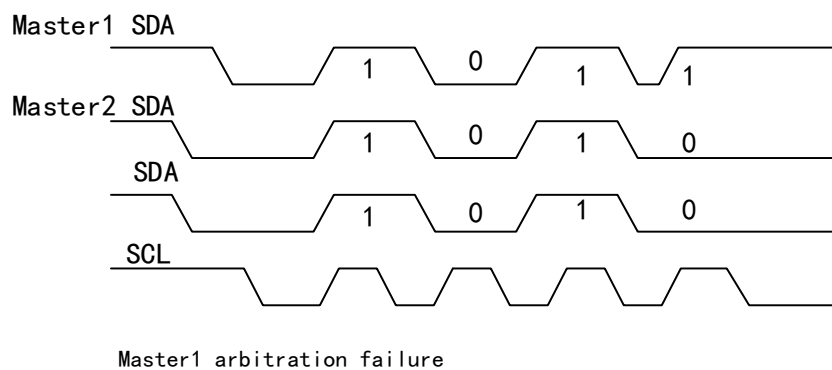 Master1 SDA
1 0 1 1
Master2 SDA
1 0 1 0
SDA
1 0 1 0
SCL
Master1 arbitration failure